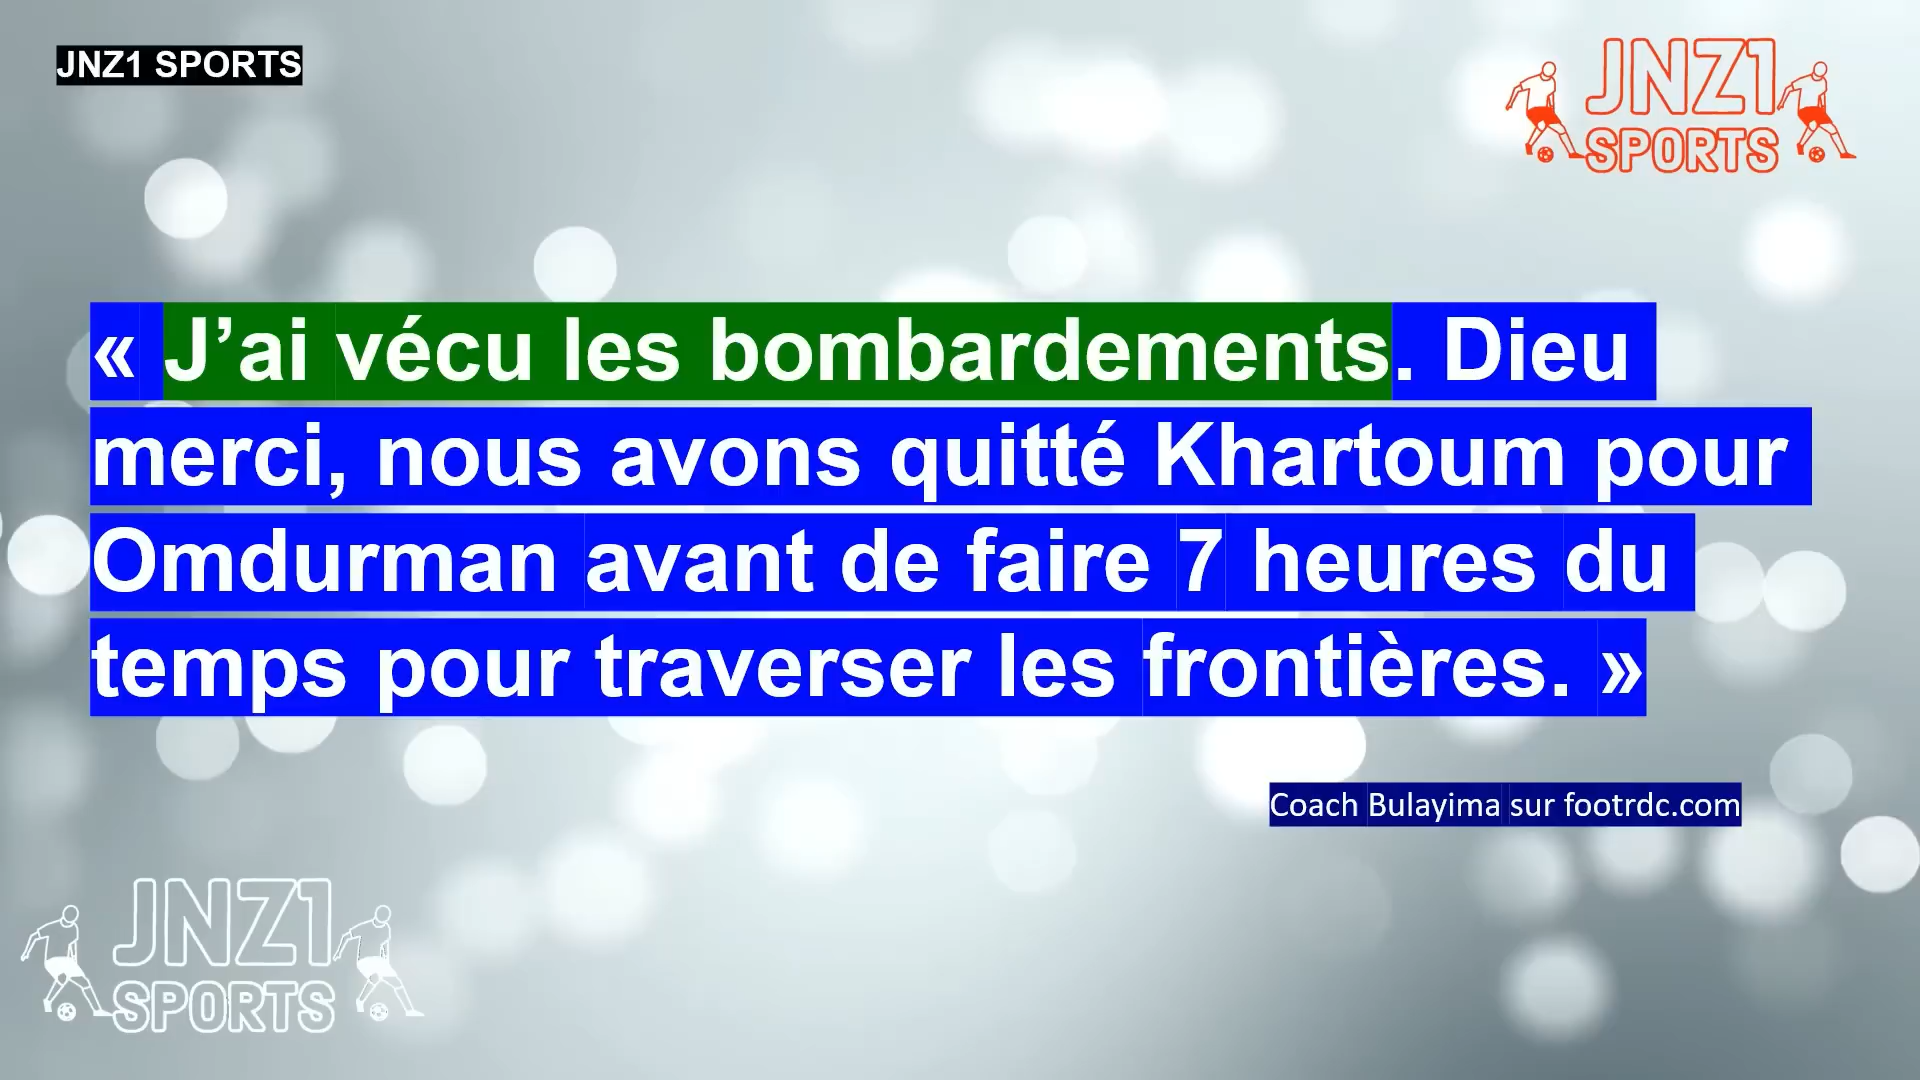 JNZ1 SPORTS
JNZ1
SPORTS
« J’ai vécu les bombardements. Dieu
merci, nous avons quitté Khartoum pour
Omdurman avant de faire 7 heures du
temps pour traverser les frontières. »
Coach Bulayima sur footrdc.com
JNZ1
SPORTS